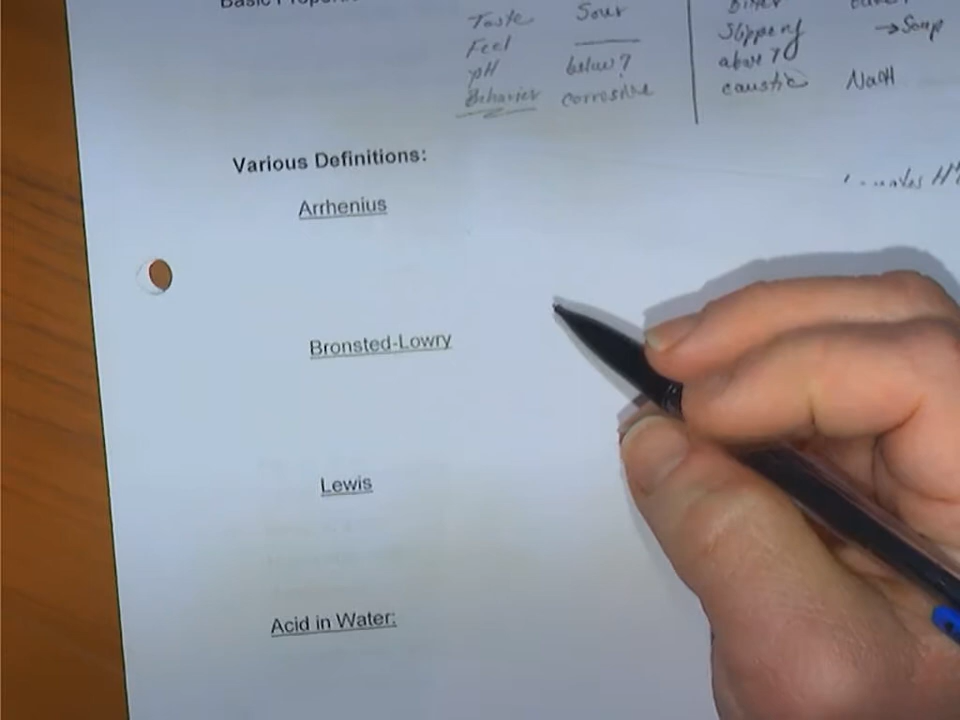 Basic
Taste Sour
Feel Slippery →Soap
pH below 7 above 7
Behavior corrosive caustic NaOH
Various Definitions:
Arrhenius
Bronsted-Lowry
Lewis
Acid in Water: